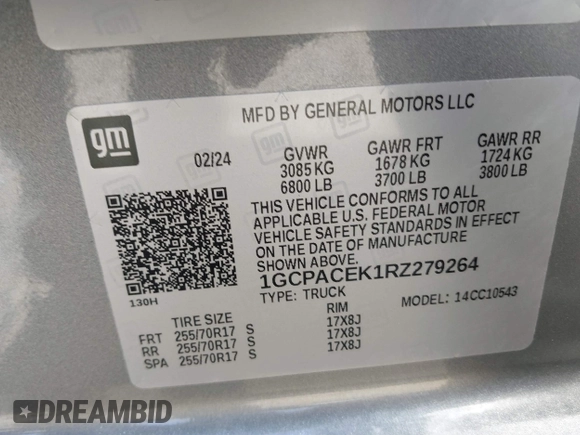 gm
MFD BY GENERAL MOTORS LLC
02/24 GVWR GAWR FRT GAWR RR
3085 KG 1678 KG 1724 KG
6800 LB 3700 LB 3800 LB
THIS VEHICLE CONFORMS TO ALL
APPLICABLE U.S. FEDERAL MOTOR
VEHICLE SAFETY STANDARDS IN EFFECT
ON THE DATE OF MANUFACTURE
SHOWN ABOVE.
1GCPACEK1RZ279264
130H TYPE: TRUCK MODEL: 14CC10543
TIRE SIZE RIM
FRT 255/70R17 S 17X8J
RR 255/70R17 S 17X8J
SPA 255/70R17 S 17X8J
DREAMBID